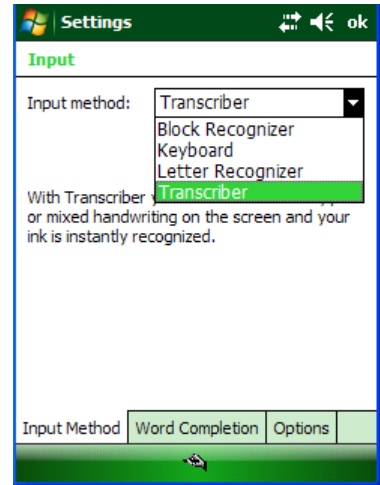 Settings ok
Input
Input method: Transcriber
Block Recognizer
Keyboard
Letter Recognizer
Transcriber
With Transcriber
or mixed handwriting on the screen and your
ink is instantly recognized.
Input Method Word Completion Options